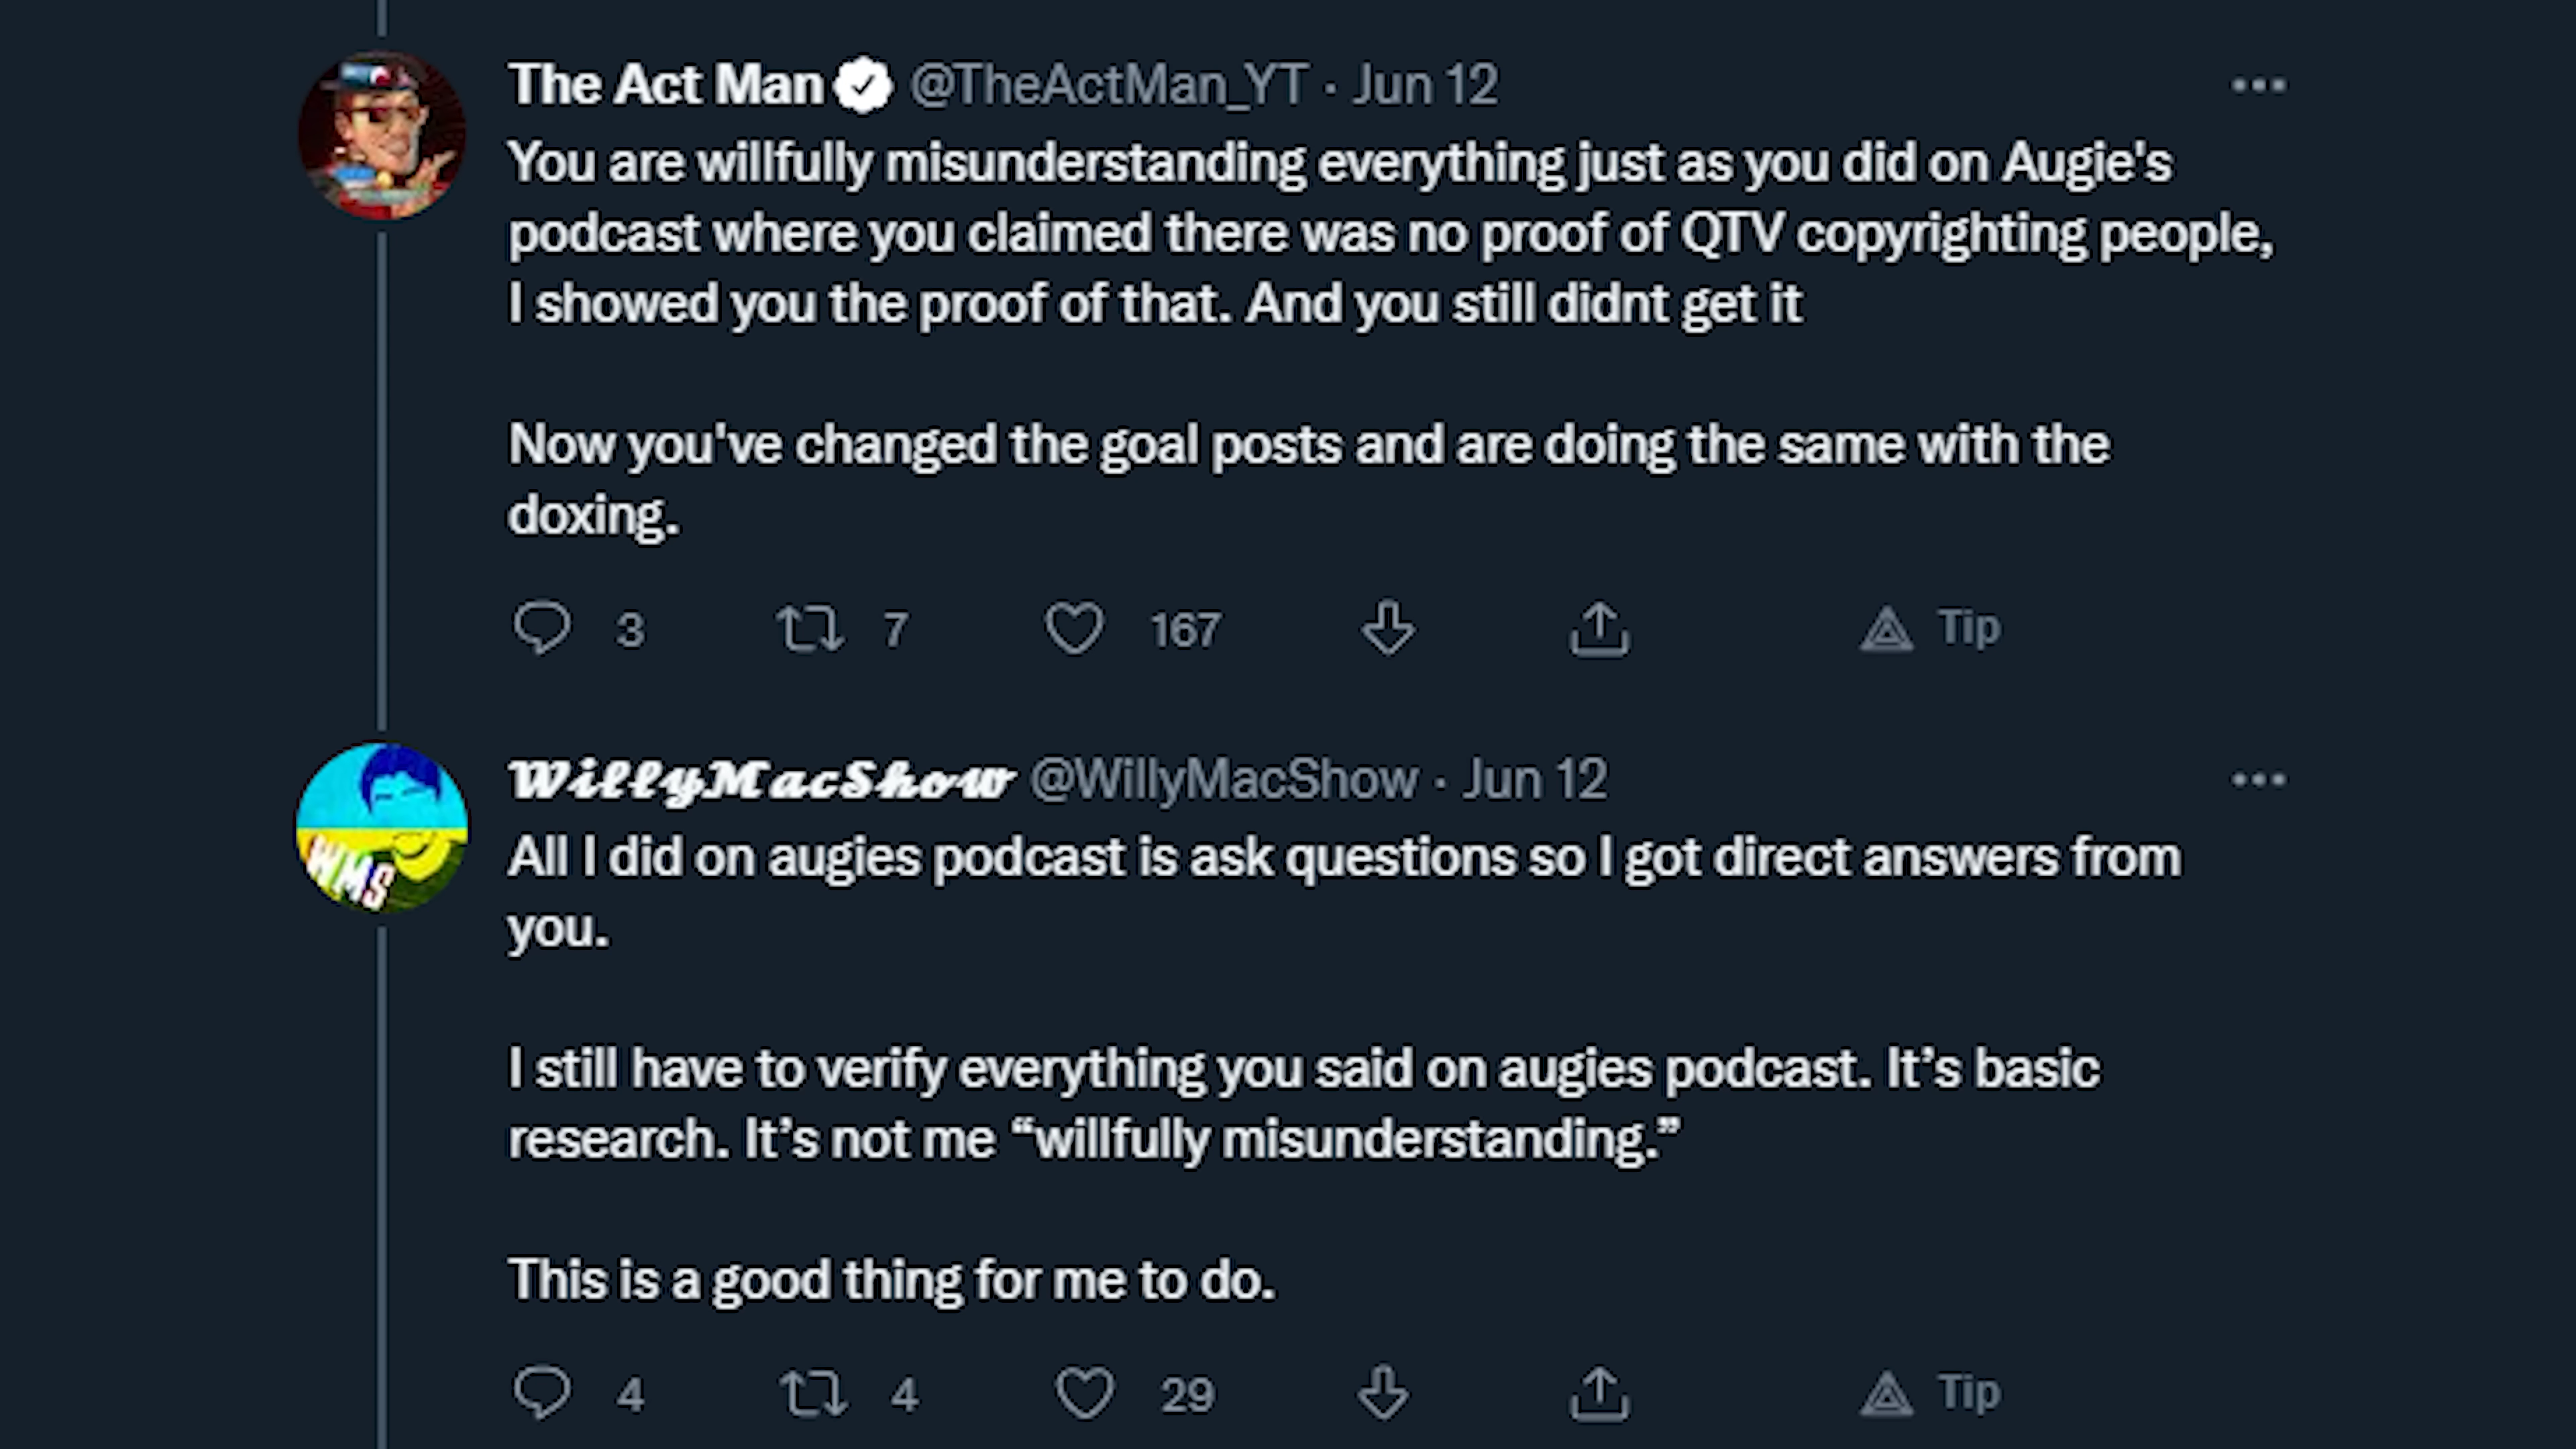 The Act Man @TheActMan_YT · Jun 12
You are willfully misunderstanding everything just as you did on Augie's
podcast where you claimed there was no proof of QTV copyrighting people,
I showed you the proof of that. And you still didnt get it
Now you've changed the goal posts and are doing the same with the
doxing.
3 7 167 Tip
WillyMacShow @WillyMacShow · Jun 12
WMS
All I did on augies podcast is ask questions so I got direct answers from
you.
I still have to verify everything you said on augies podcast. It’s basic
research. It’s not me “willfully misunderstanding.”
This is a good thing for me to do.
4 4 29 Tip